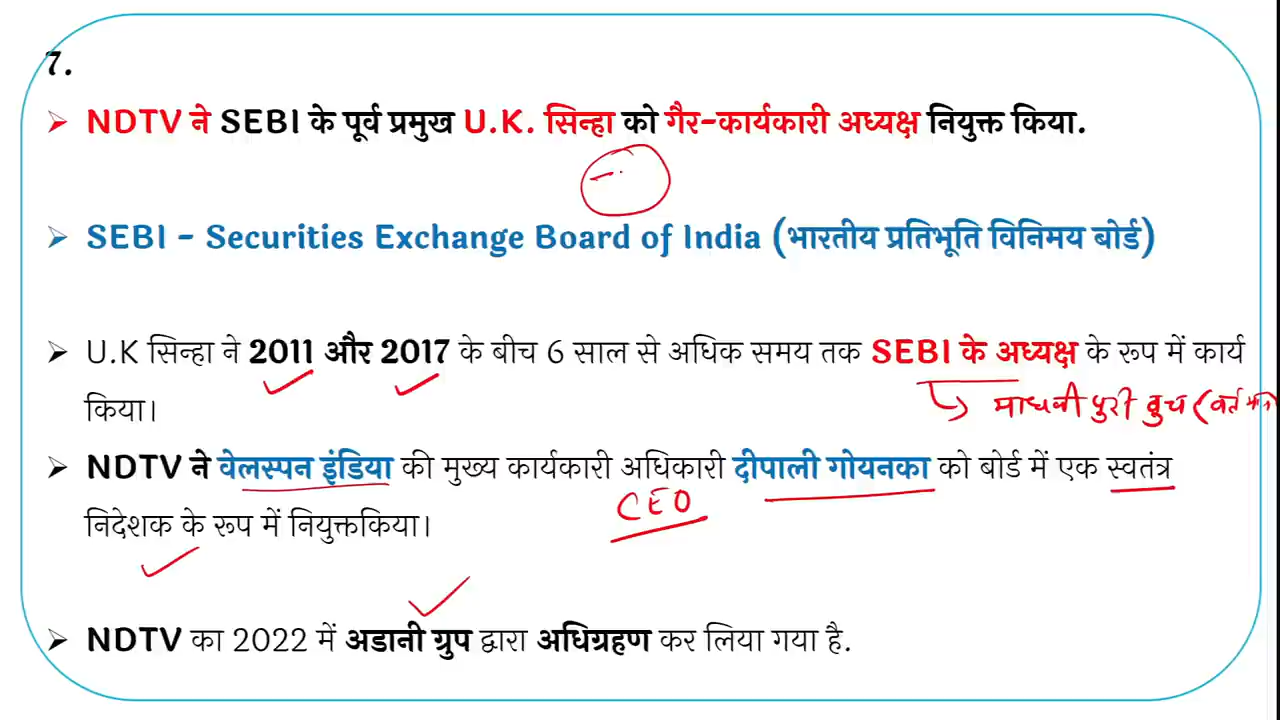 7.
NDTV ने SEBI के पूर्व प्रमुख U.K. सिन्हा को गैर-कार्यकारी अध्यक्ष नियुक्त किया.
SEBI - Securities Exchange Board of India (भारतीय प्रतिभूति विनिमय बोर्ड)
U.K सिन्हा ने 2011 और 2017 के बीच 6 साल से अधिक समय तक SEBI के अध्यक्ष के रूप में कार्य
किया।
माधबी पुरी बुच (वर्तमान
NDTV ने वेलस्पन इंडिया की मुख्य कार्यकारी अधिकारी दीपाली गोयनका को बोर्ड में एक स्वतंत्र
CEO
निदेशक के रूप में नियुक्तकिया।
NDTV का 2022 में अडानी ग्रुप द्वारा अधिग्रहण कर लिया गया है.